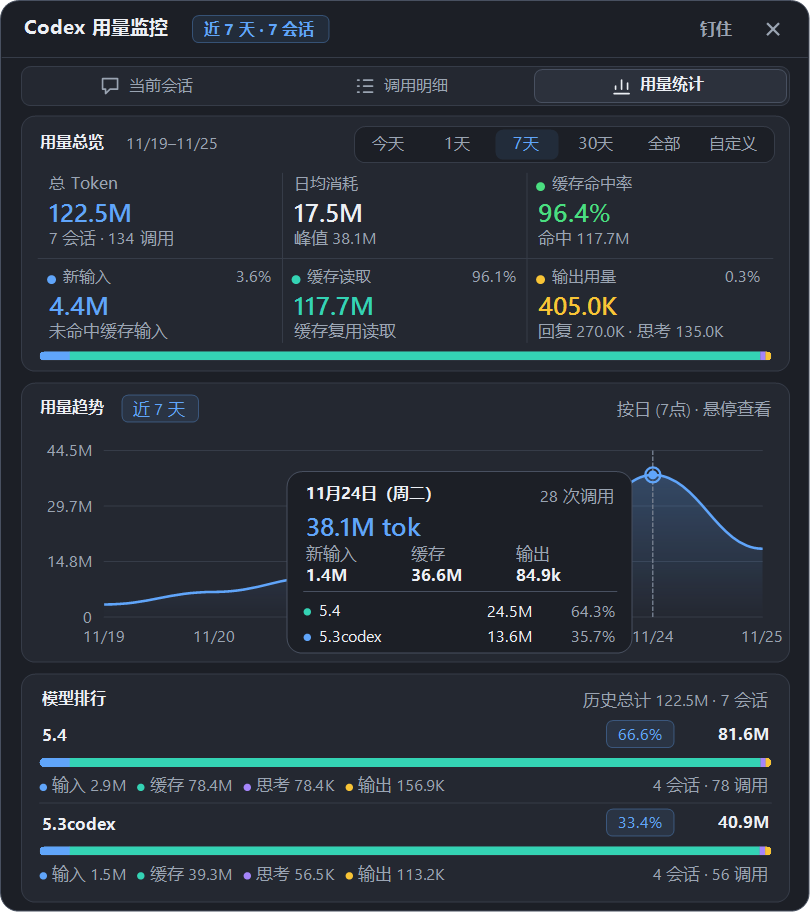 Codex 用量监控 近 7 天 · 7 会话 钉住 ×
当前会话 调用明细 用量统计
用量总览 11/19–11/25 今天 1天 7天 30天 全部 自定义
总 Token 日均消耗 缓存命中率
122.5M 17.5M 96.4%
7 会话 · 134 调用 峰值 38.1M 命中 117.7M
新输入 3.6% 缓存读取 96.1% 输出用量 0.3%
4.4M 117.7M 405.0K
未命中缓存输入 缓存复用读取 回复 270.0K · 思考 135.0K
用量趋势 近 7 天 按日 (7点) · 悬停查看
44.5M
29.7M
14.8M
0
11月24日（周二） 28 次调用
38.1M tok
新输入 缓存 输出
1.4M 36.6M 84.9k
5.4 24.5M 64.3%
5.3codex 13.6M 35.7%
11/19 11/20 11/24 11/25
模型排行 历史总计 122.5M · 7 会话
5.4 66.6% 81.6M
输入 2.9M 缓存 78.4M 思考 78.4K 输出 156.9K 4 会话 · 78 调用
5.3codex 33.4% 40.9M
输入 1.5M 缓存 39.3M 思考 56.5K 输出 113.2K 4 会话 · 56 调用